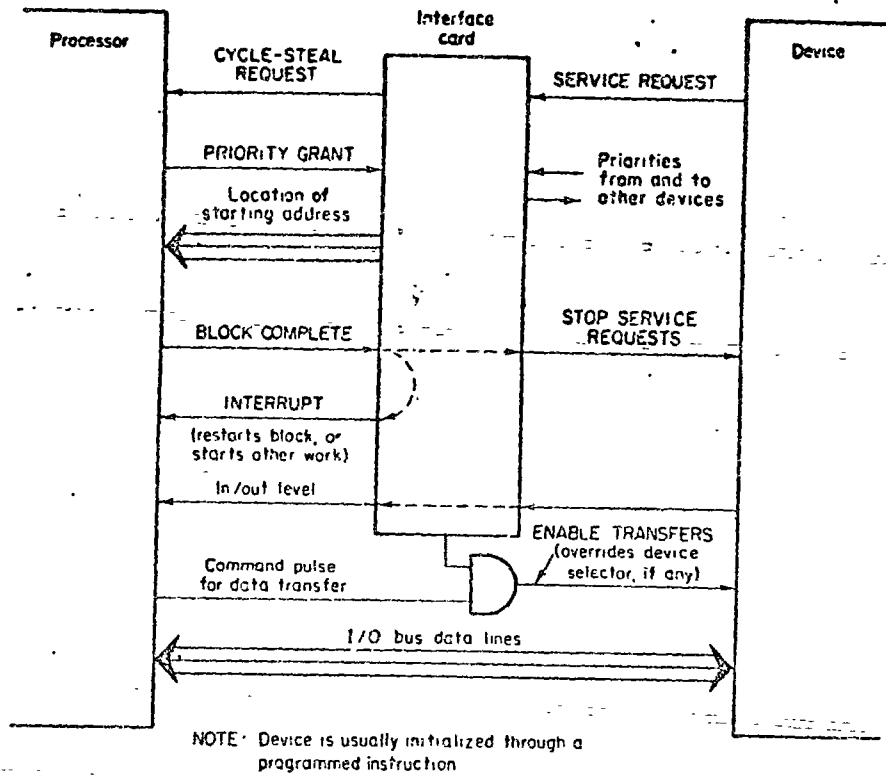 Interface
card
Processor
Device
CYCLE-STEAL
REQUEST
SERVICE REQUEST
PRIORITY GRANT
Priorities
from and to
other devices
Location of
starting address
BLOCK COMPLETE
STOP SERVICE
REQUESTS
INTERRUPT
(restarts block, or
starts other work)
In/out level
ENABLE TRANSFERS
(overrides device
selector, if any)
Command pulse
for data transfer
I/O bus data lines
NOTE: Device is usually initialized through a
programmed instruction